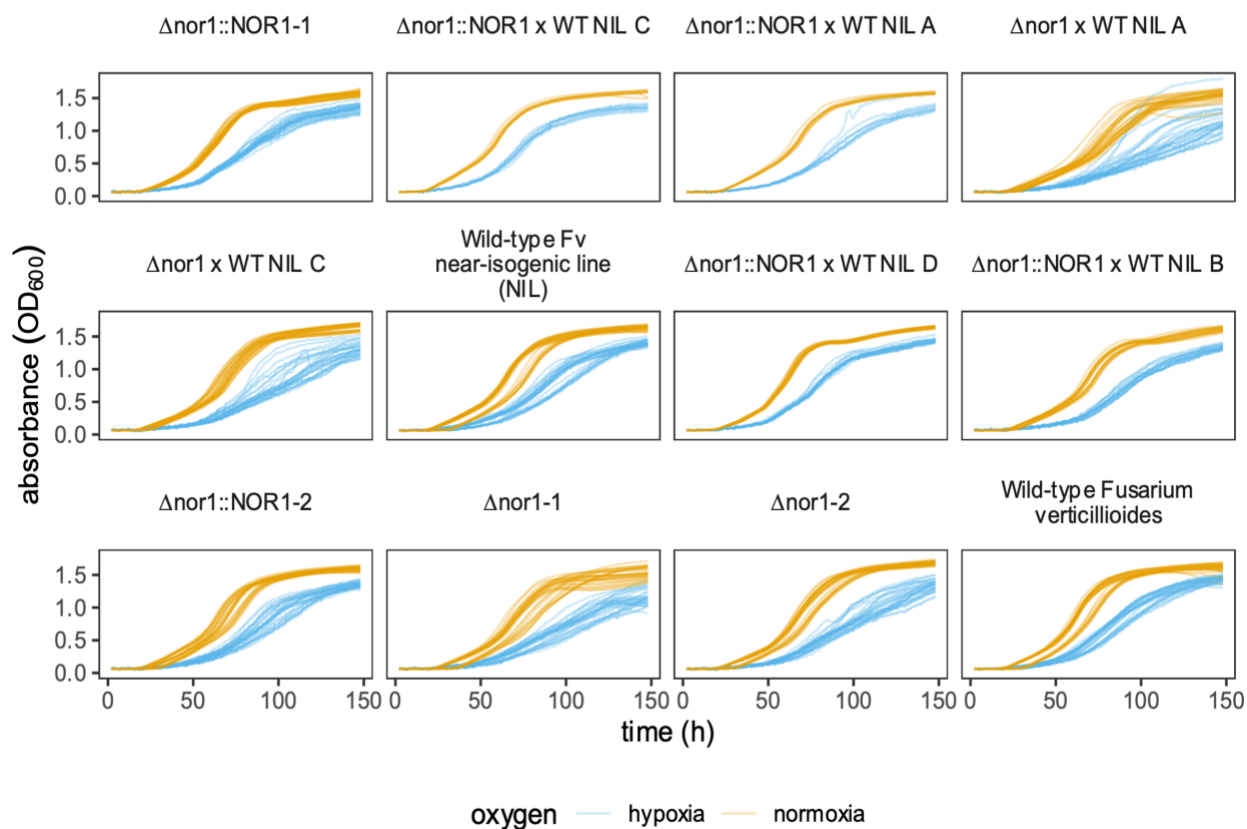 Δnor1::NOR1-1
Δnor1::NOR1 x WT NIL C
Δnor1::NOR1 x WT NIL A
Δnor1 x WT NIL A
1.5
1.0
0.5
0.0
Δnor1 x WT NIL C
Wild-type Fv
near-isogenic line
(NIL)
Δnor1::NOR1 x WT NIL D
Δnor1::NOR1 x WT NIL B
1.5
1.0
0.5
0.0
absorbance (OD₆₀₀)
Δnor1::NOR1-2
Δnor1-1
Δnor1-2
Wild-type Fusarium
verticillioides
1.5
1.0
0.5
0.0
0 50 100 150
0 50 100 150
0 50 100 150
0 50 100 150
time (h)
oxygen hypoxia normoxia